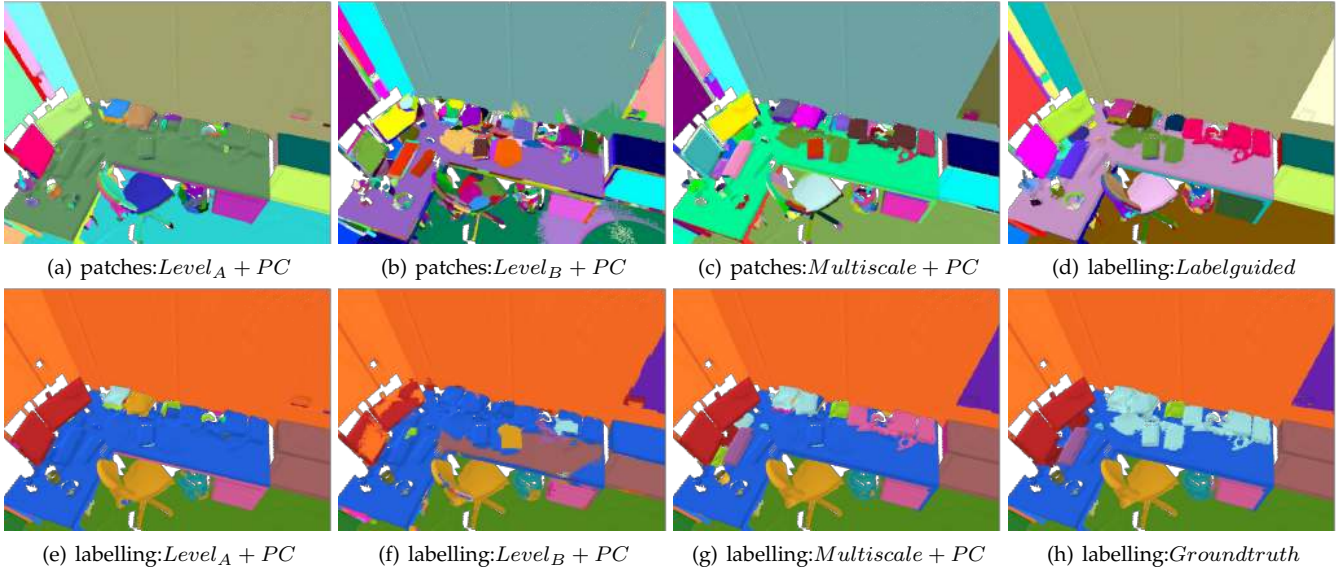 (a) patches:Level_A + PC
(b) patches:Level_B + PC
(c) patches:Multiscale + PC
(d) labelling:Labelguided
(e) labelling:Level_A + PC
(f) labelling:Level_B + PC
(g) labelling:Multiscale + PC
(h) labelling:Groundtruth